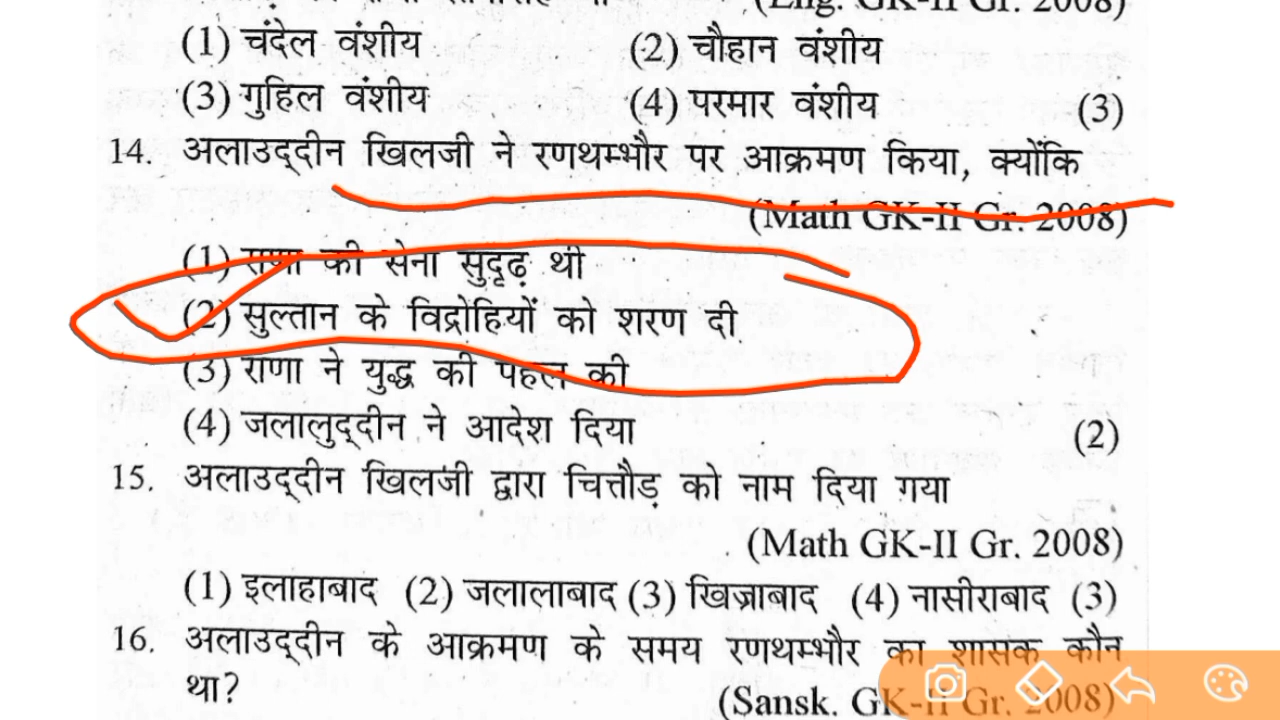 (Eng. GK-II Gr. 2008)
(1) चंदेल वंशीय (2) चौहान वंशीय
(3) गुहिल वंशीय (4) परमार वंशीय (3)
14. अलाउद्दीन खिलजी ने रणथम्भौर पर आक्रमण किया, क्योंकि
(Math GK-II Gr. 2008)
(1) राणा की सेना सुदृढ़ थी
(2) सुल्तान के विद्रोहियों को शरण दी
(3) राणा ने युद्ध की पहल की
(4) जलालुद्दीन ने आदेश दिया (2)
15. अलाउद्दीन खिलजी द्वारा चित्तौड़ को नाम दिया गया
(Math GK-II Gr. 2008)
(1) इलाहाबाद (2) जलालाबाद (3) खिज्राबाद (4) नासीराबाद (3)
16. अलाउद्दीन के आक्रमण के समय रणथम्भौर का शासक कौन
था? (Sansk. GK-II Gr. 2008)